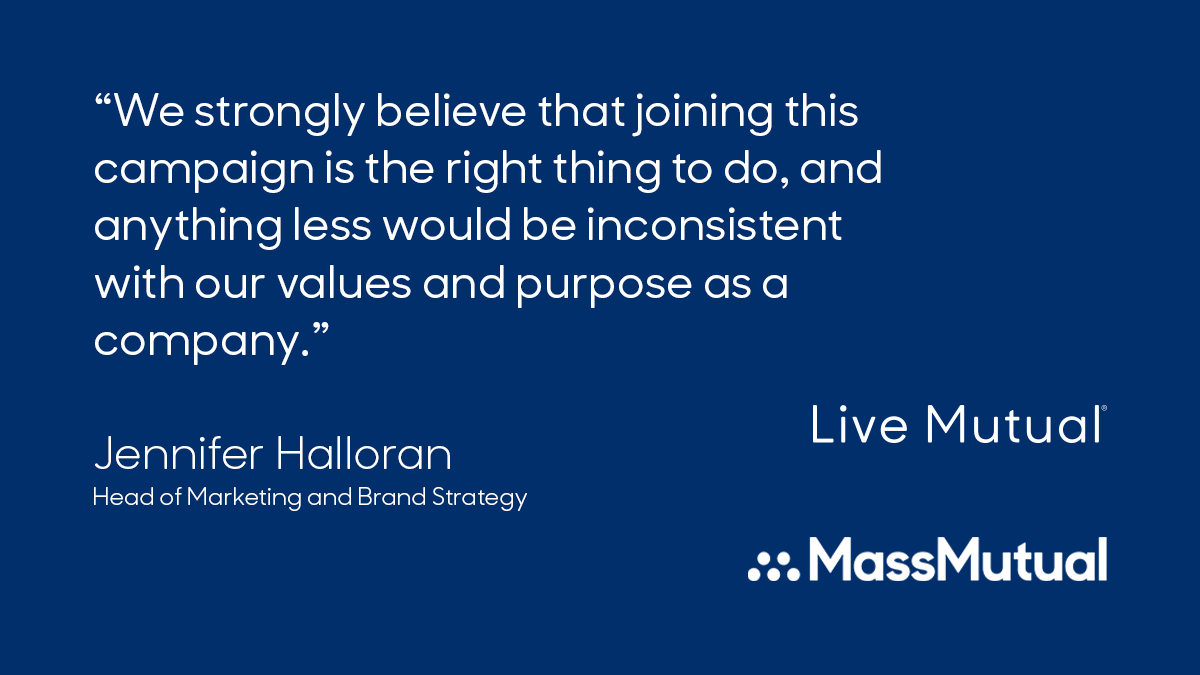 “We strongly believe that joining this
campaign is the right thing to do, and
anything less would be inconsistent
with our values and purpose as a
company.”
Jennifer Halloran
Head of Marketing and Brand Strategy
Live Mutual®
MassMutual